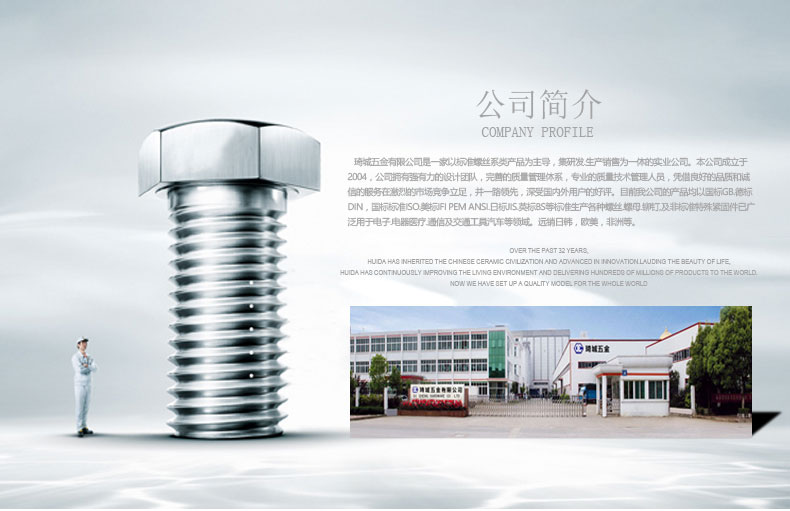 公司简介
COMPANY PROFILE
琦城五金有限公司是一家以标准螺丝系类产品为主导，集研发.生产销售为一体的实业公司。本公司成立于
2004，公司拥有强有力的设计团队，完善的质量管理体系，专业的质量技术管理人员，凭借良好的品质和诚
信的服务在激烈的市场竞争立足，并一路领先，深受国内外用户的好评。目前我公司的产品均以国标GB.德标
DIN，国标标准ISO.美标IFI PEM ANSI.日标JIS.英标BS等标准生产各种螺丝.螺母.铆钉.及非标准特殊紧固件已广
泛用于电子.电器医疗.通信及交通工具汽车等领域。远销日韩，欧美，非洲等。
OVER THE PAST 32 YEARS,
HUIDA HAS INHERITED THE CHINESE CERAMIC CIVILIZATION AND ADVANCED IN INNOVATION.LAUDING THE BEAUTY OF LIFE,
HUIDA HAS CONTINUOUSLY IMPROVING THE LIVING ENVIRONMENT AND DELIVERING HUNDREDS OF MILLIONS OF PRODUCTS TO THE WORLD.
NOW WE HAVE SET UP A QUALITY MODEL FOR THE WHOLE WORLD
琦城五金
琦城五金有限公司
QI CHENG HARDWARE CO LTD